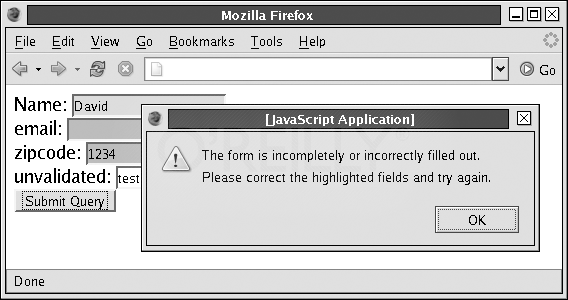 Mozilla Firefox
File Edit View Go Bookmarks Tools Help
Go
Name: David
email:
zipcode: 1234
unvalidated: test
Submit Query
[JavaScript Application]
The form is incompletely or incorrectly filled out.
Please correct the highlighted fields and try again.
OK
Done